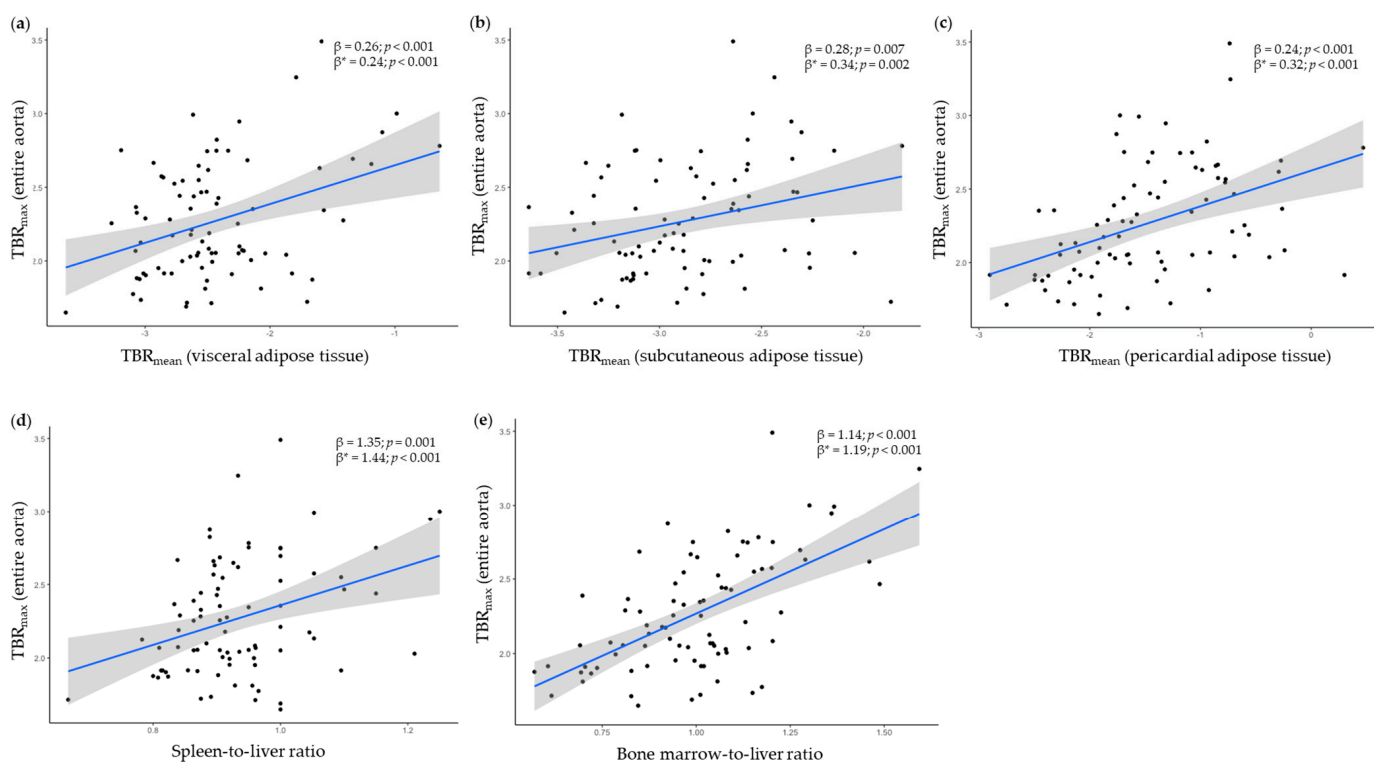 (a)
β = 0.26; p < 0.001
β* = 0.24; p < 0.001
TBRmax (entire aorta)
3.5
3.0
2.5
2.0
-3
-2
-1
TBRmean (visceral adipose tissue)
(b)
β = 0.28; p = 0.007
β* = 0.34; p = 0.002
TBRmax (entire aorta)
3.5
3.0
2.5
2.0
-3.5
-3.0
-2.5
-2.0
TBRmean (subcutaneous adipose tissue)
(c)
β = 0.24; p < 0.001
β* = 0.32; p < 0.001
TBRmax (entire aorta)
3.5
3.0
2.5
2.0
-3
-2
-1
0
TBRmean (pericardial adipose tissue)
(d)
β = 1.35; p = 0.001
β* = 1.44; p < 0.001
TBRmax (entire aorta)
3.5
3.0
2.5
2.0
0.8
1.0
1.2
Spleen-to-liver ratio
(e)
β = 1.14; p < 0.001
β* = 1.19; p < 0.001
TBRmax (entire aorta)
3.5
3.0
2.5
2.0
0.75
1.00
1.25
1.50
Bone marrow-to-liver ratio